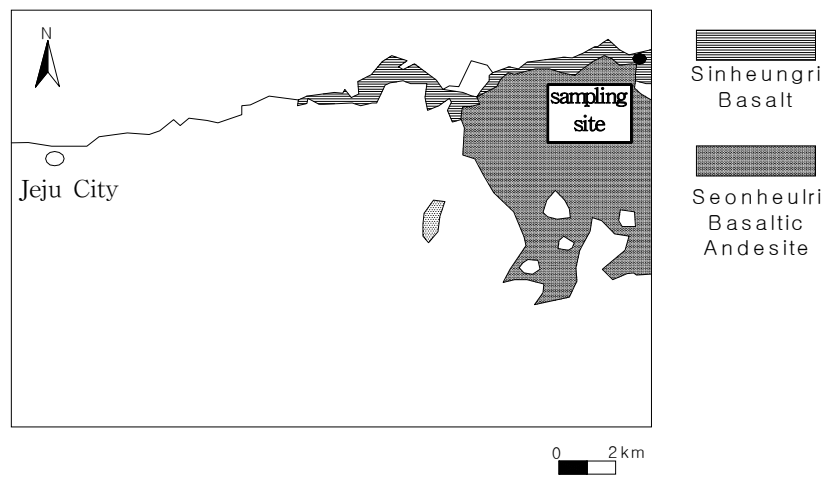 N
sampling
site
Jeju City
Sinheungri
Basalt
Seonheulri
Basaltic
Andesite
0 2km